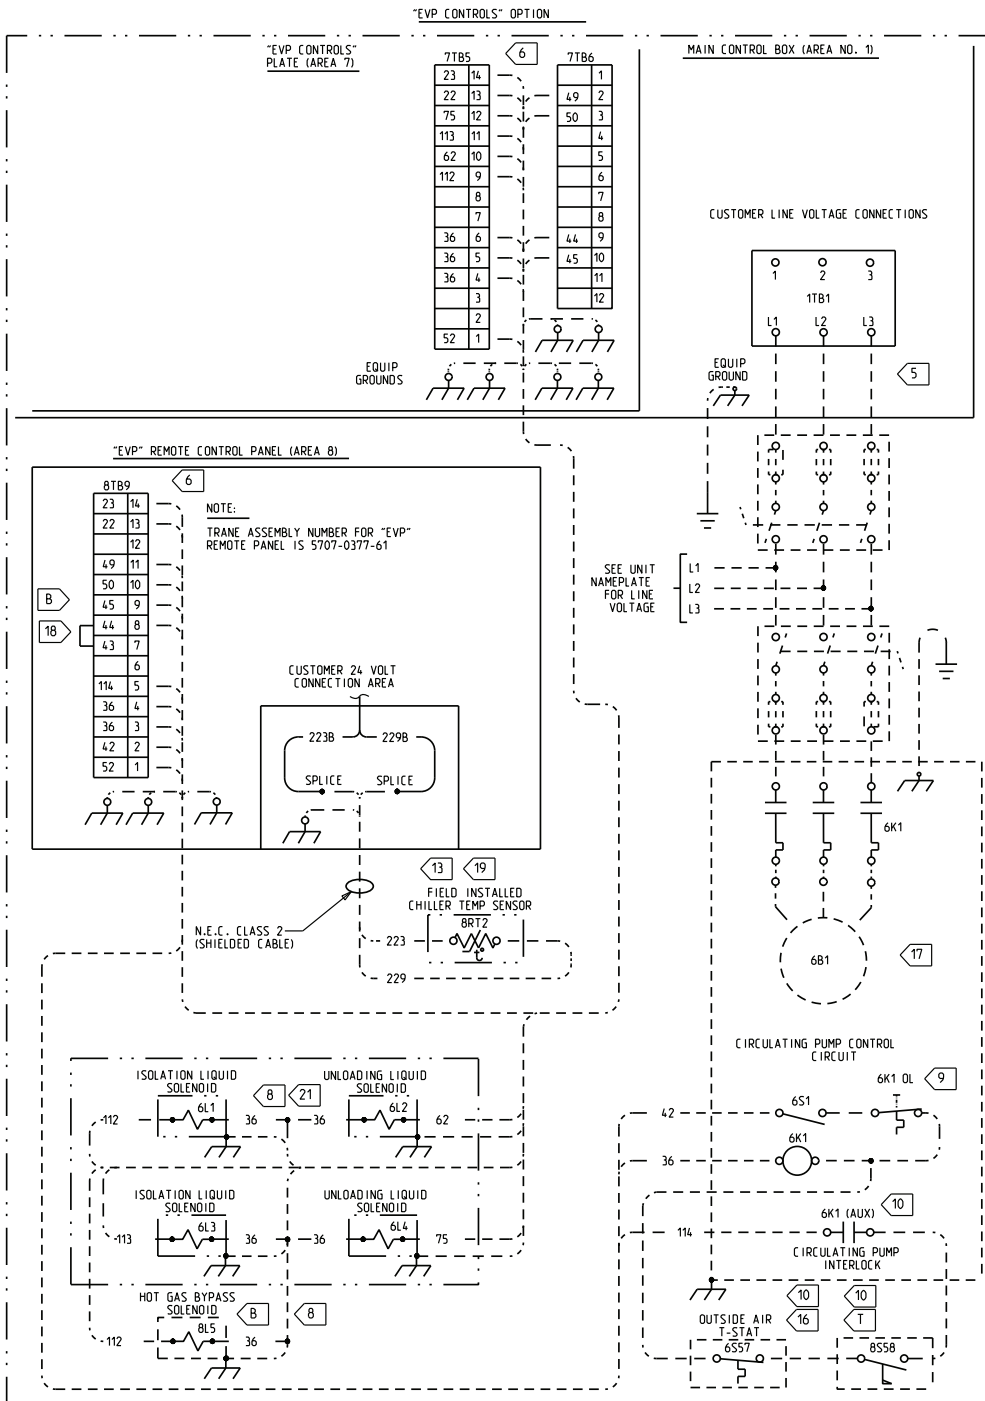 "EVP CONTROLS" OPTION
"EVP CONTROLS"
PLATE (AREA 7)
7TB5
6
7TB6
MAIN CONTROL BOX (AREA NO. 1)
23 14
22 13
75 12
113 11
62 10
112 9
8
7
36 6
36 5
36 4
3
2
52 1
1
49 2
50 3
4
5
6
7
8
44 9
45 10
11
12
CUSTOMER LINE VOLTAGE CONNECTIONS
1 2 3
1TB1
L1 L2 L3
EQUIP
GROUNDS
EQUIP
GROUND
5
"EVP" REMOTE CONTROL PANEL (AREA 8)
8TB9
6
23 14
22 13
12
49 11
50 10
45 9
44 8
43 7
6
114 5
36 4
36 3
42 2
52 1
B
18
NOTE:
TRANE ASSEMBLY NUMBER FOR "EVP"
REMOTE PANEL IS 5707-0377-61
SEE UNIT
NAMEPLATE
FOR LINE
VOLTAGE
L1
L2
L3
CUSTOMER 24 VOLT
CONNECTION AREA
223B 229B
SPLICE SPLICE
6K1
13 19
FIELD INSTALLED
CHILLER TEMP SENSOR
8RT2
t°
N.E.C. CLASS 2
(SHIELDED CABLE)
223
229
6B1
17
CIRCULATING PUMP CONTROL
CIRCUIT
6K1 OL
9
ISOLATION LIQUID
SOLENOID
8 21
UNLOADING LIQUID
SOLENOID
112 6L1 36 36 6L2 62
42 6S1
6K1
36
ISOLATION LIQUID
SOLENOID
UNLOADING LIQUID
SOLENOID
113 6L3 36 36 6L4 75
10
6K1 (AUX)
114
CIRCULATING PUMP
INTERLOCK
HOT GAS BYPASS
SOLENOID
B 8
112 8L5 36
10 10
OUTSIDE AIR
T-STAT
16 T
6S57 8S58